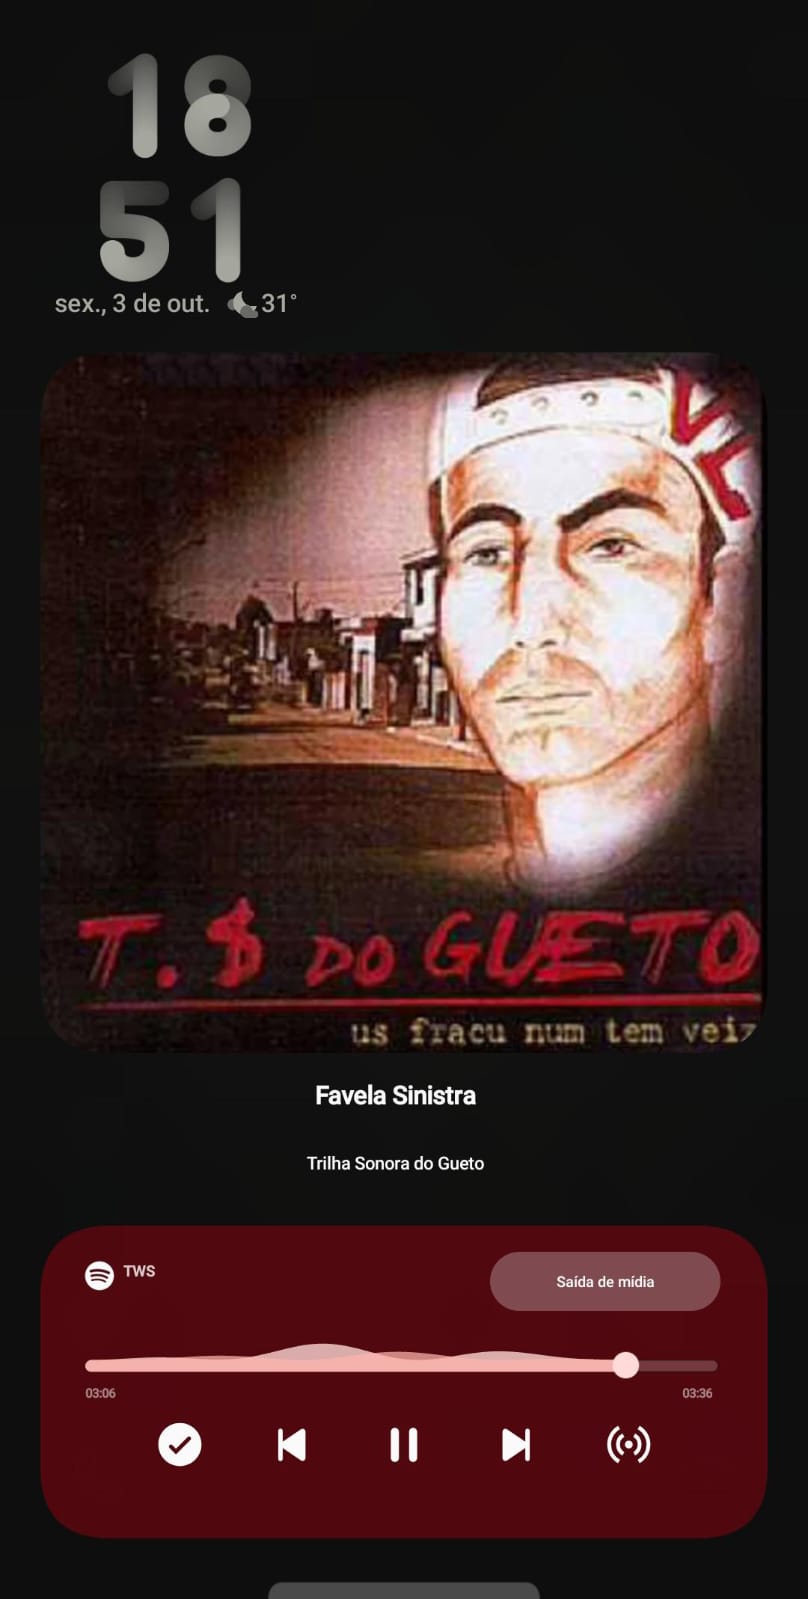 18
51
sex., 3 de out. 31°
VL
T.$ DO GUETO
us fracu num tem veiz
Favela Sinistra
Trilha Sonora do Gueto
TWS
Saída de mídia
03:06
03:36